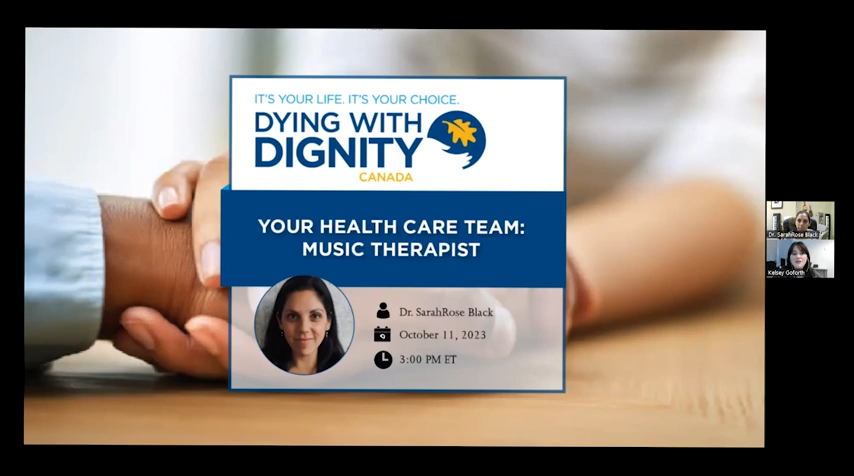 IT'S YOUR LIFE. IT'S YOUR CHOICE.
DYING WITH
DIGNITY
CANADA
YOUR HEALTH CARE TEAM:
MUSIC THERAPIST
Dr. SarahRose Black
October 11, 2023
3:00 PM ET
Dr. SarahRose Black
Kelsey Goforth